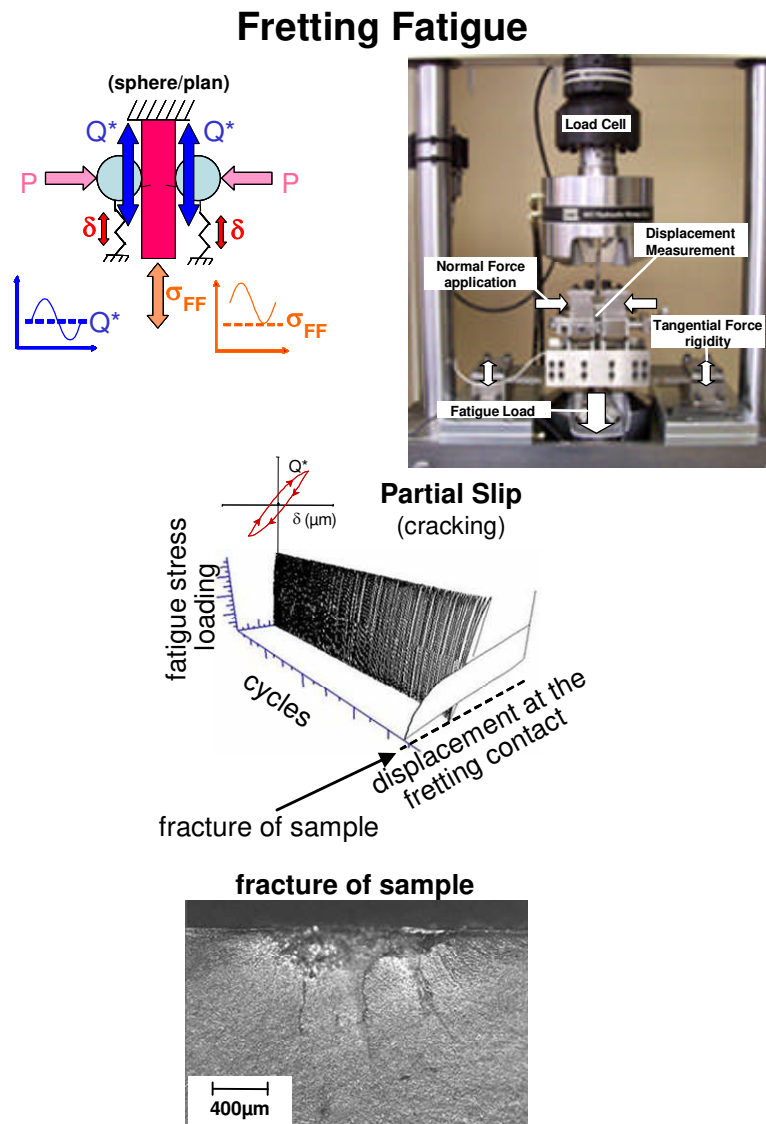 Fretting Fatigue
(sphere/plan)
Q* Q*
P P
δ δ
σFF
Q*
σFF
Load Cell
Displacement
Measurement
Normal Force
application
Tangential Force
rigidity
Fatigue Load
Q*
δ (μm)
Partial Slip
(cracking)
fatigue stress
loading
cycles
displacement at the
fretting contact
fracture of sample
fracture of sample
400μm